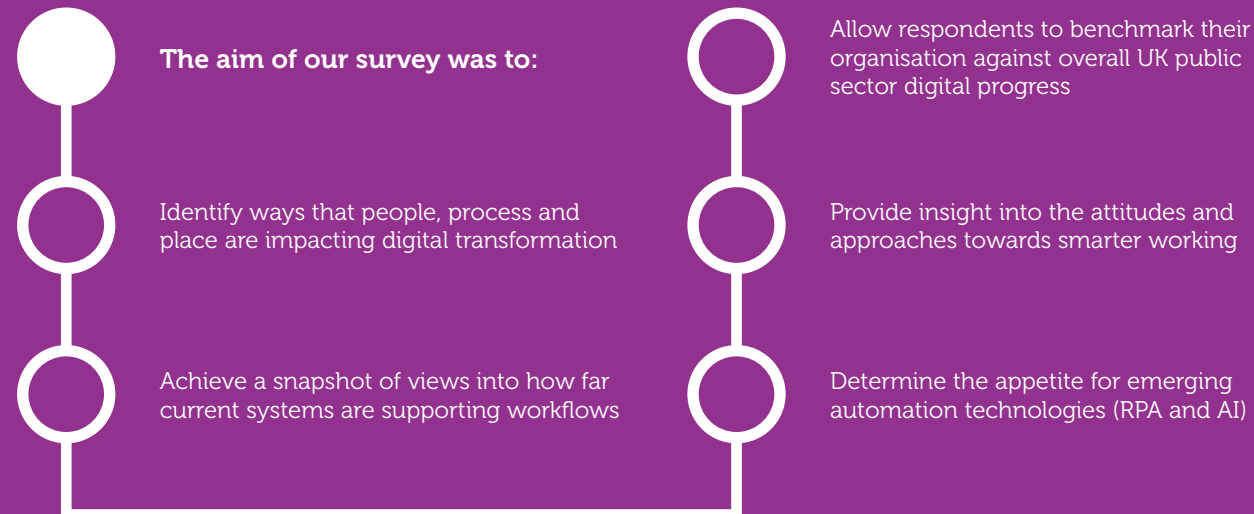 The aim of our survey was to:
Identify ways that people, process and
place are impacting digital transformation
Achieve a snapshot of views into how far
current systems are supporting workflows
Allow respondents to benchmark their
organisation against overall UK public
sector digital progress
Provide insight into the attitudes and
approaches towards smarter working
Determine the appetite for emerging
automation technologies (RPA and AI)